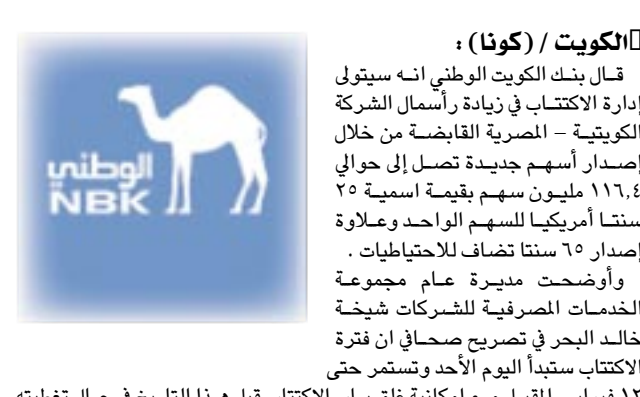 الكويت / (كونا) :
قال بنك الكويت الوطني انه سيتولى
إدارة الاكتتاب في زيادة رأسمال الشركة
الكويتية – المصرية القابضة من خلال
إصدار أسهم جديدة تصل إلى حوالي
١١٦,٤ مليون سهم بقيمة اسمية ٢٥
سنتا أمريكيا للسهم الواحد وعلاوة
إصدار ٦٥ سنتا تضاف للاحتياطيات .
وأوضحت مديرة عام مجموعة
الخدمات المصرفية للشركات شيخة
خالد البحر في تصريح صحافي ان فترة
الاكتتاب ستبدأ اليوم الأحد وتستمر حتى
الوطني
NBK